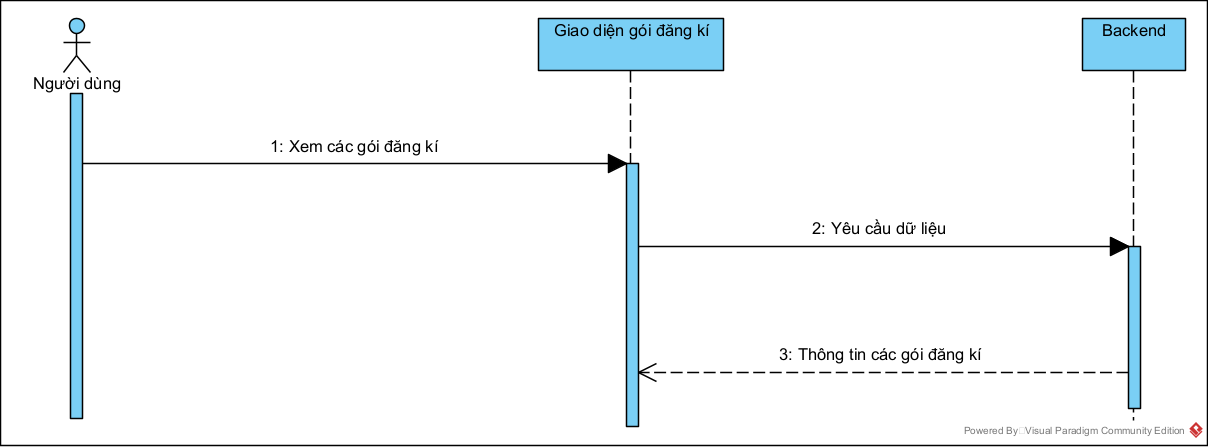 Giao diện gói đăng kí
Backend
Người dùng
1: Xem các gói đăng kí
2: Yêu cầu dữ liệu
3: Thông tin các gói đăng kí
Powered By Visual Paradigm Community Edition